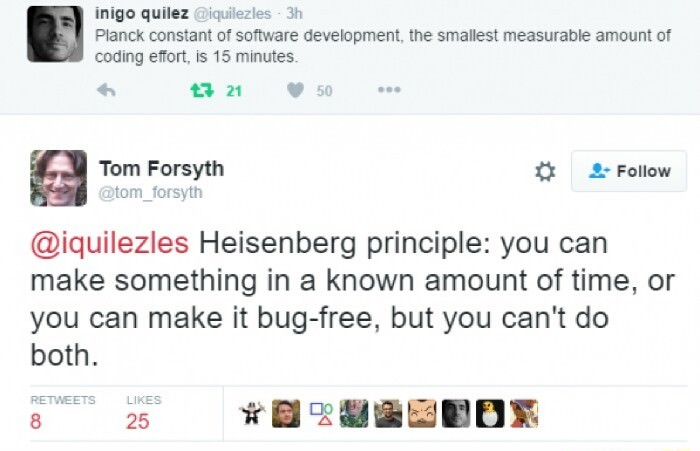 inigo quilez @iquilezles · 3h
Planck constant of software development, the smallest measurable amount of
coding effort, is 15 minutes.
21 50
Tom Forsyth
@tom_forsyth
Follow
@iquilezles Heisenberg principle: you can
make something in a known amount of time, or
you can make it bug-free, but you can't do
both.
RETWEETS LIKES
8 25